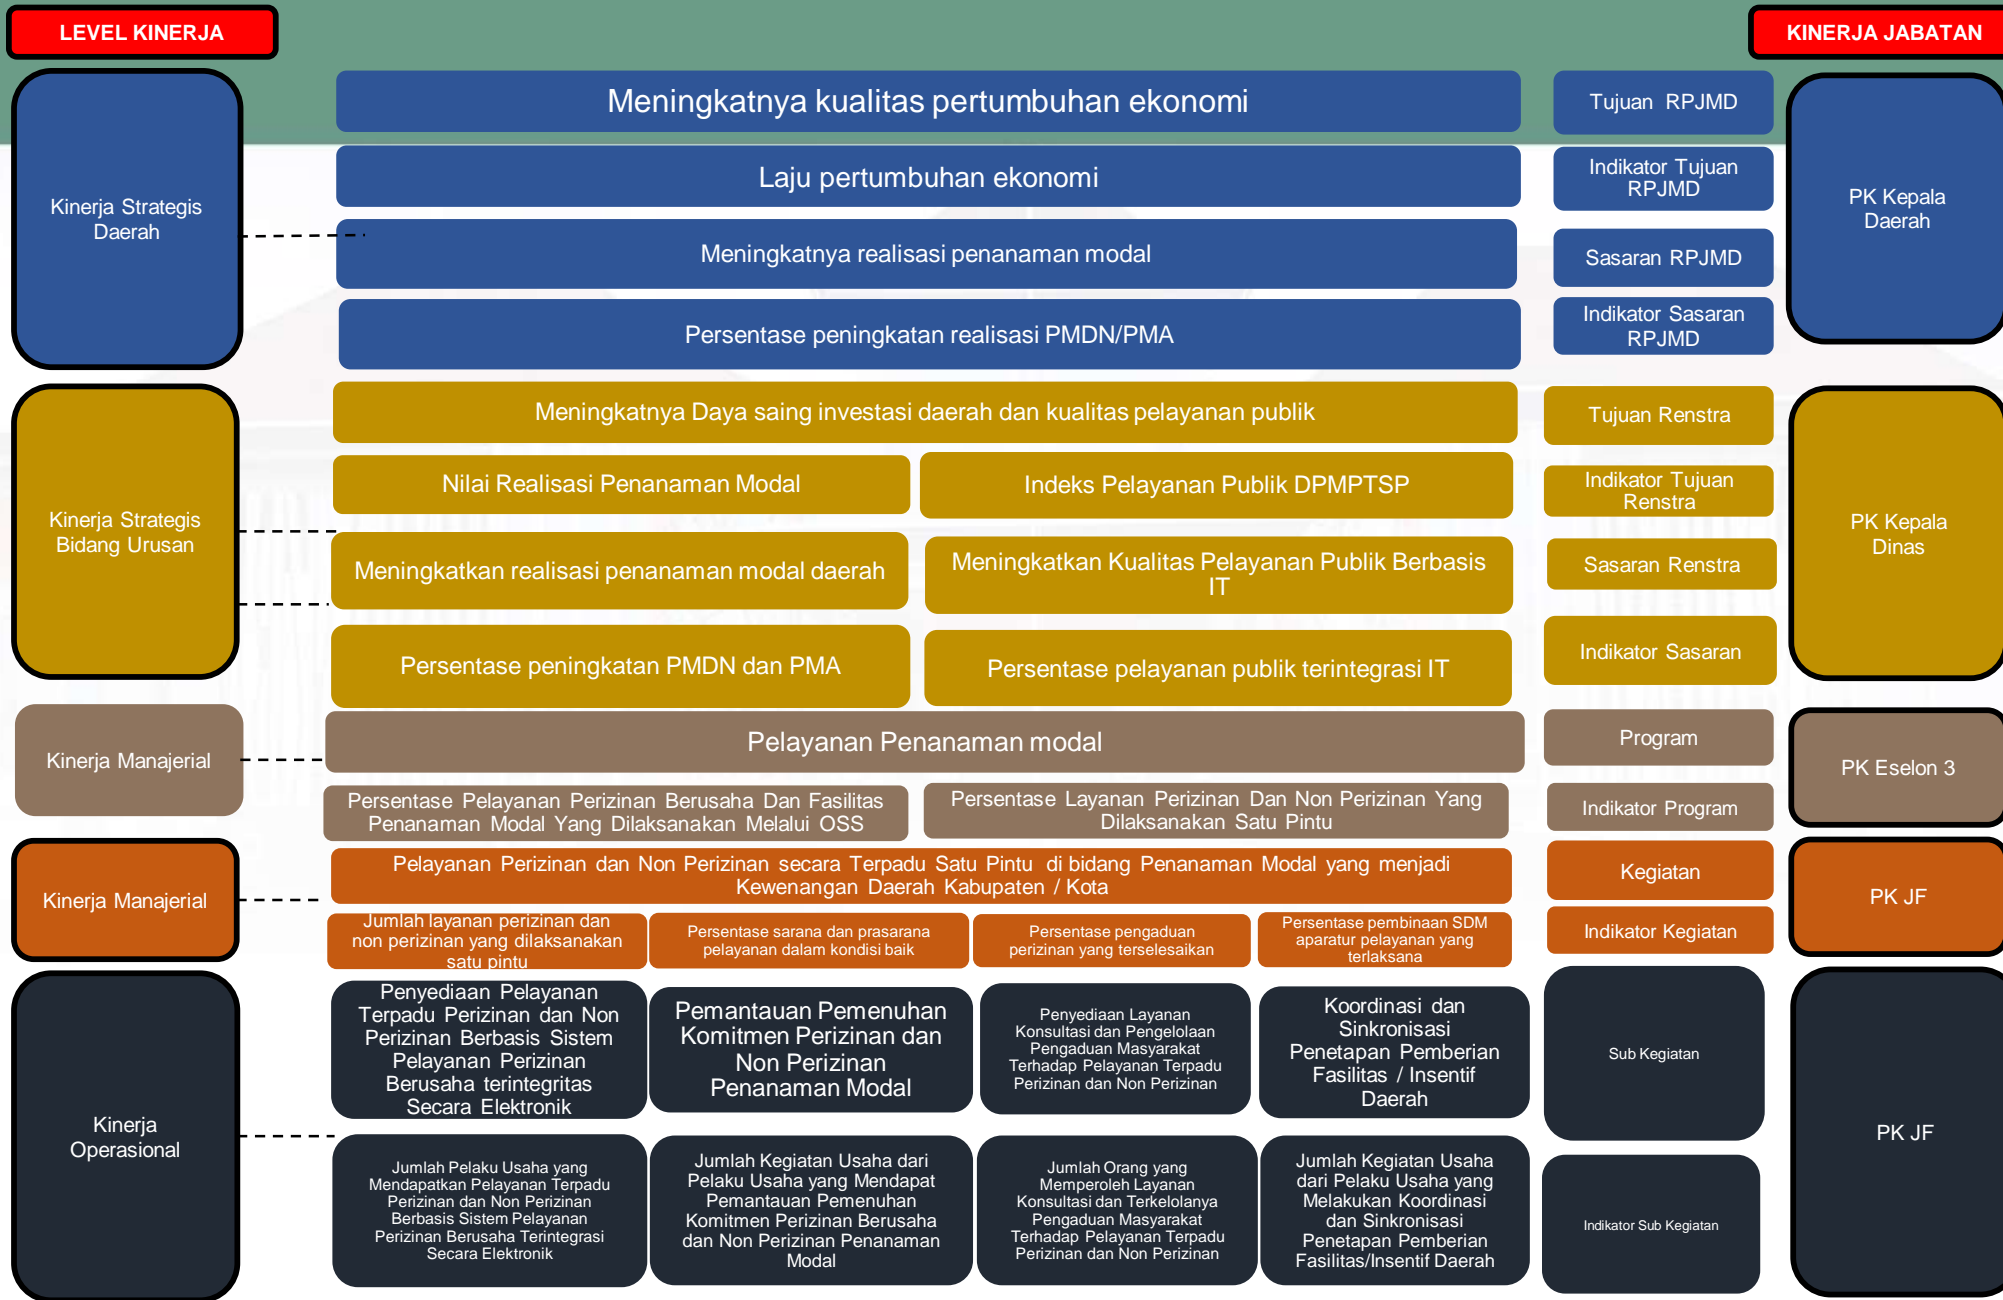 LEVEL KINERJA
KINERJA JABATAN
Kinerja Strategis
Daerah
Meningkatnya kualitas pertumbuhan ekonomi
Tujuan RPJMD
Laju pertumbuhan ekonomi
Indikator Tujuan
RPJMD
Meningkatnya realisasi penanaman modal
Sasaran RPJMD
Persentase peningkatan realisasi PMDN/PMA
Indikator Sasaran
RPJMD
PK Kepala
Daerah
Kinerja Strategis
Bidang Urusan
Meningkatnya Daya saing investasi daerah dan kualitas pelayanan publik
Tujuan Renstra
Nilai Realisasi Penanaman Modal
Indeks Pelayanan Publik DPMPTSP
Indikator Tujuan
Renstra
Meningkatkan realisasi penanaman modal daerah
Meningkatkan Kualitas Pelayanan Publik Berbasis
IT
Sasaran Renstra
Persentase peningkatan PMDN dan PMA
Persentase pelayanan publik terintegrasi IT
Indikator Sasaran
PK Kepala
Dinas
Kinerja Manajerial
Pelayanan Penanaman modal
Program
Persentase Pelayanan Perizinan Berusaha Dan Fasilitas
Penanaman Modal Yang Dilaksanakan Melalui OSS
Persentase Layanan Perizinan Dan Non Perizinan Yang
Dilaksanakan Satu Pintu
Indikator Program
PK Eselon 3
Kinerja Manajerial
Pelayanan Perizinan dan Non Perizinan secara Terpadu Satu Pintu di bidang Penanaman Modal yang menjadi
Kewenangan Daerah Kabupaten / Kota
Kegiatan
Jumlah layanan perizinan dan
non perizinan yang dilaksanakan
satu pintu
Persentase sarana dan prasarana
pelayanan dalam kondisi baik
Persentase pengaduan
perizinan yang terselesaikan
Persentase pembinaan SDM
aparatur pelayanan yang
terlaksana
Indikator Kegiatan
PK JF
Kinerja
Operasional
Penyediaan Pelayanan
Terpadu Perizinan dan Non
Perizinan Berbasis Sistem
Pelayanan Perizinan
Berusaha terintegritas
Secara Elektronik
Pemantauan Pemenuhan
Komitmen Perizinan dan
Non Perizinan
Penanaman Modal
Penyediaan Layanan
Konsultasi dan Pengelolaan
Pengaduan Masyarakat
Terhadap Pelayanan Terpadu
Perizinan dan Non Perizinan
Koordinasi dan
Sinkronisasi
Penetapan Pemberian
Fasilitas / Insentif
Daerah
Sub Kegiatan
Jumlah Pelaku Usaha yang
Mendapatkan Pelayanan Terpadu
Perizinan dan Non Perizinan
Berbasis Sistem Pelayanan
Perizinan Berusaha Terintegrasi
Secara Elektronik
Jumlah Kegiatan Usaha dari
Pelaku Usaha yang Mendapat
Pemantauan Pemenuhan
Komitmen Perizinan Berusaha
dan Non Perizinan Penanaman
Modal
Jumlah Orang yang
Memperoleh Layanan
Konsultasi dan Terkelolanya
Pengaduan Masyarakat
Terhadap Pelayanan Terpadu
Perizinan dan Non Perizinan
Jumlah Kegiatan Usaha
dari Pelaku Usaha yang
Melakukan Koordinasi
dan Sinkronisasi
Penetapan Pemberian
Fasilitas/Insentif Daerah
Indikator Sub Kegiatan
PK JF